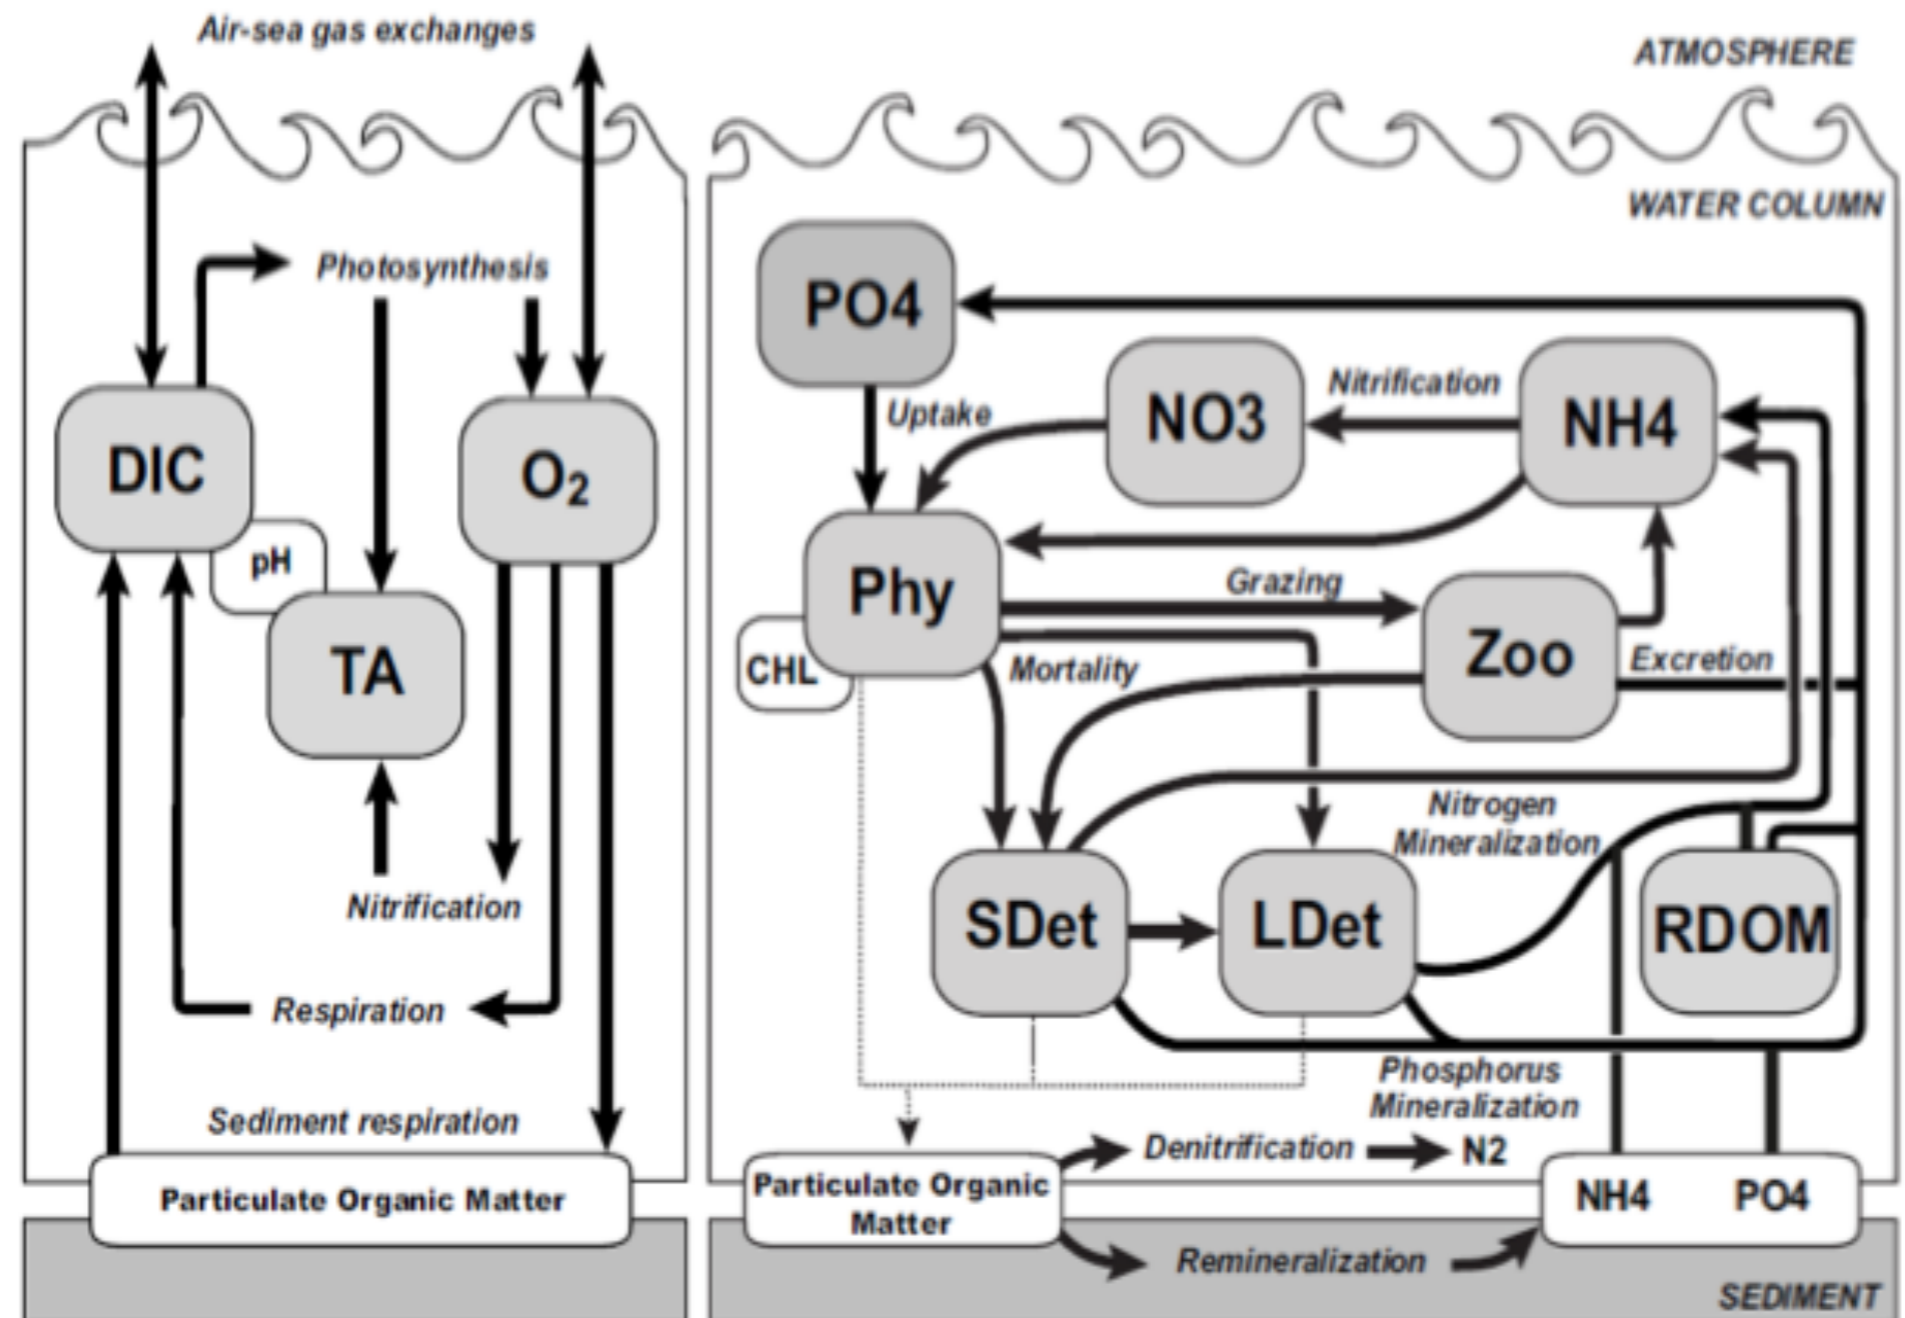 Air-sea gas exchanges
ATMOSPHERE
WATER COLUMN
Photosynthesis
DIC
O2
pH
TA
Nitrification
Respiration
Sediment respiration
Particulate Organic Matter
PO4
Uptake
NO3
Nitrification
NH4
Phy
CHL
Grazing
Mortality
Zoo
Excretion
Nitrogen
Mineralization
SDet
LDet
RDOM
Phosphorus
Mineralization
Denitrification
N2
Particulate Organic
Matter
NH4
PO4
Remineralization
SEDIMENT